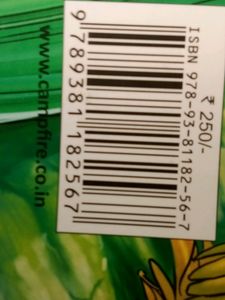 ₹ 250/-
ISBN 978-93-81182-56-7
9 789381 182567
www.campfire.co.in